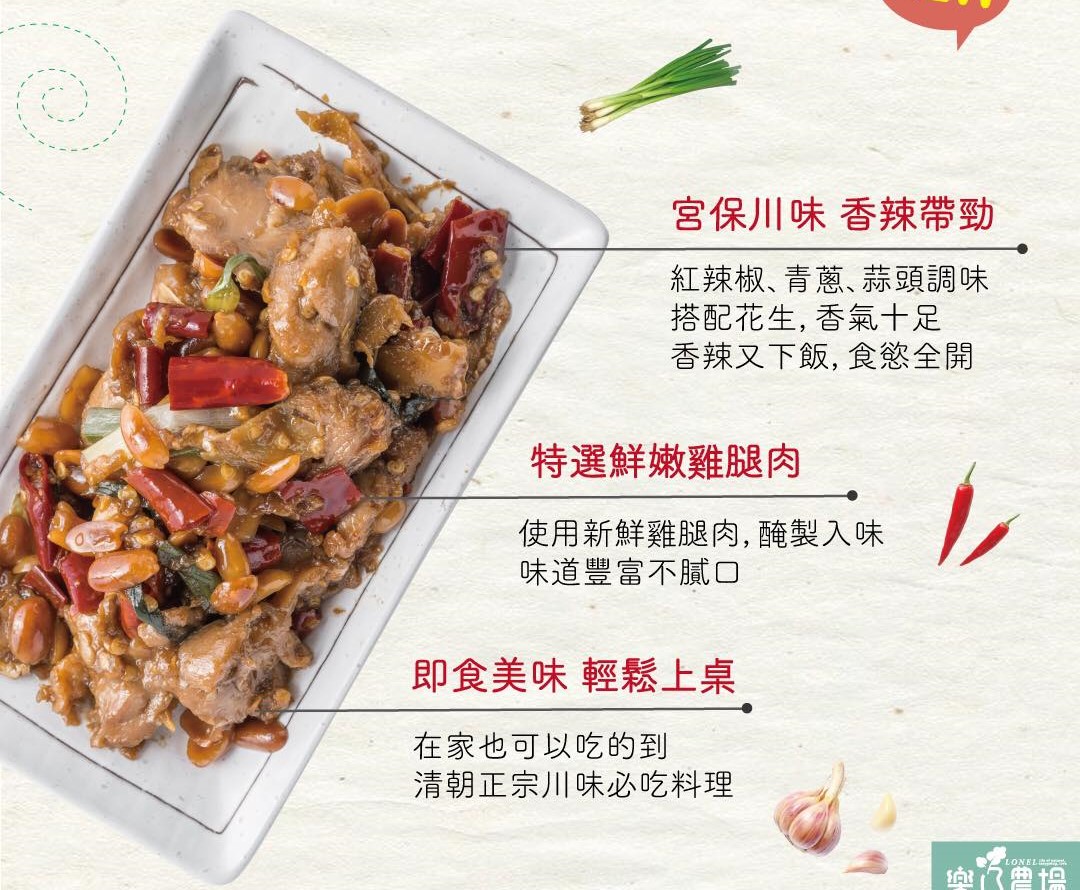 宮保川味 香辣帶勁
紅辣椒、青蔥、蒜頭調味
搭配花生, 香氣十足
香辣又下飯, 食慾全開
特選鮮嫩雞腿肉
使用新鮮雞腿肉, 醃製入味
味道豐富不膩口
即食美味 輕鬆上桌
在家也可以吃的到
清朝正宗川味必吃料理
LONEL
農場